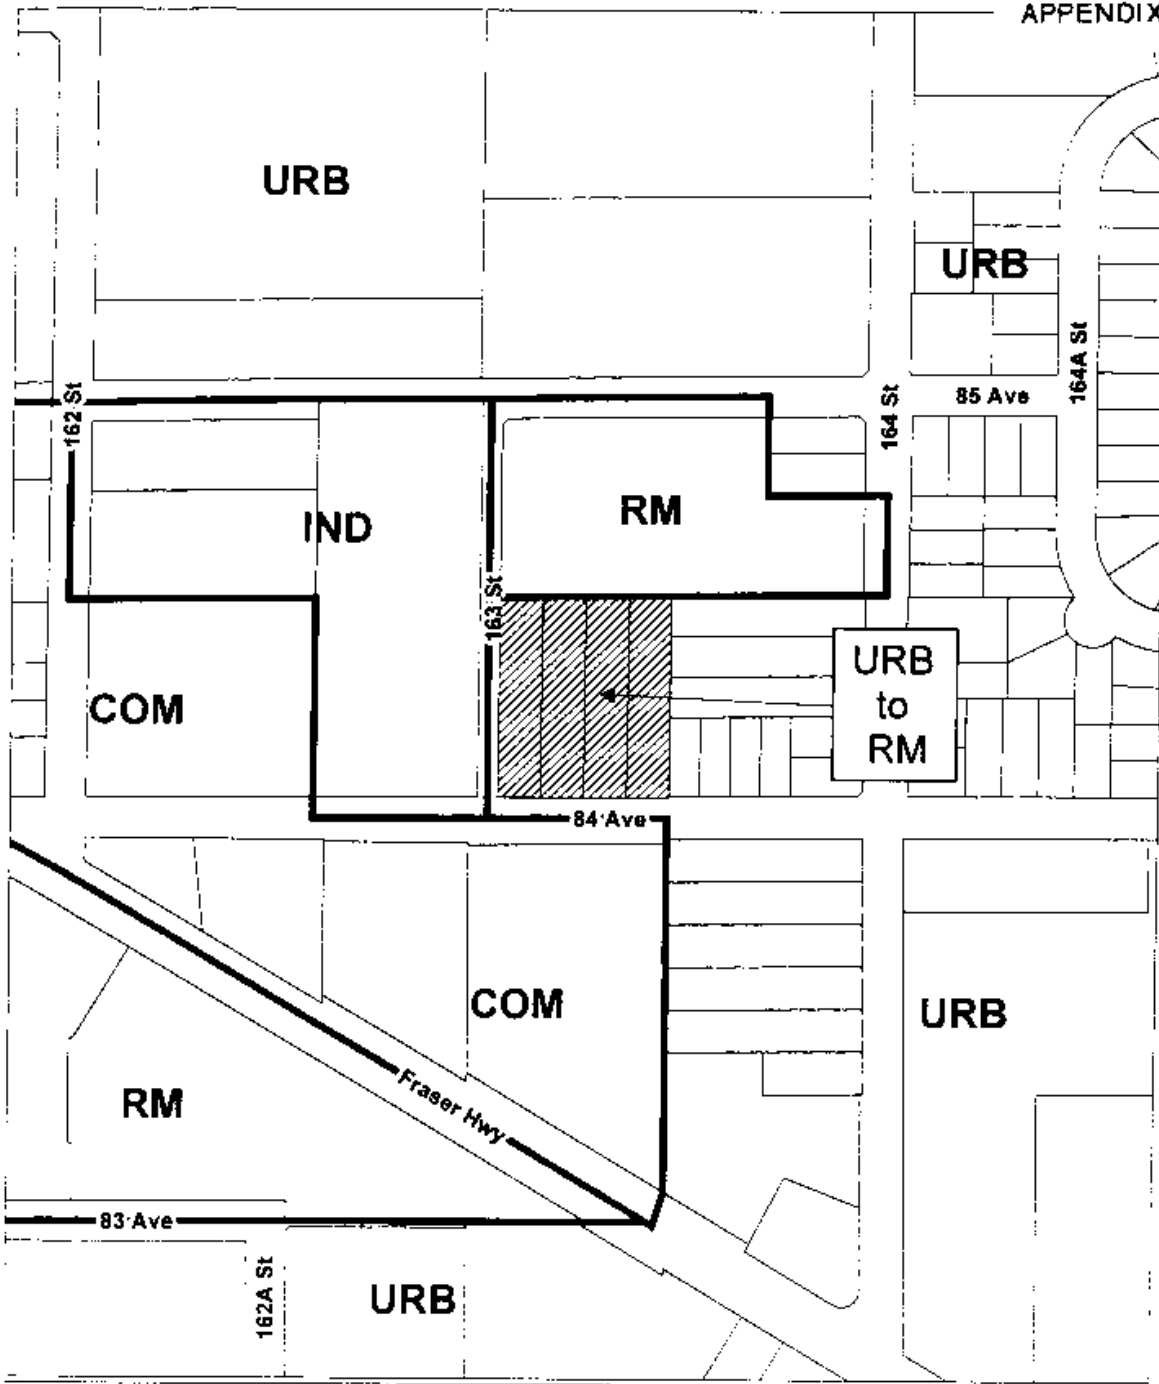 APPENDIX
URB
URB
164A St
162 St
164 St
85 Ave
IND
RM
163 St
COM
URB
to
RM
84 Ave
COM
URB
RM
Fraser Hwy
83 Ave
162A St
URB